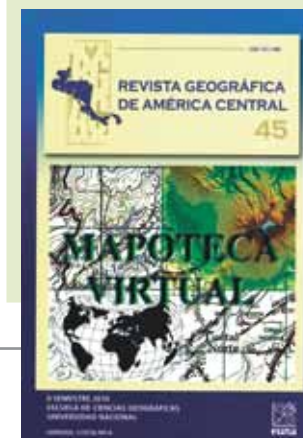 REVISTA GEOGRÁFICA
DE AMÉRICA CENTRAL
45
MAPOTECA
VIRTUAL
II SEMESTRE 2010
ESCUELA DE CIENCIAS GEOGRÁFICAS
UNIVERSIDAD NACIONAL